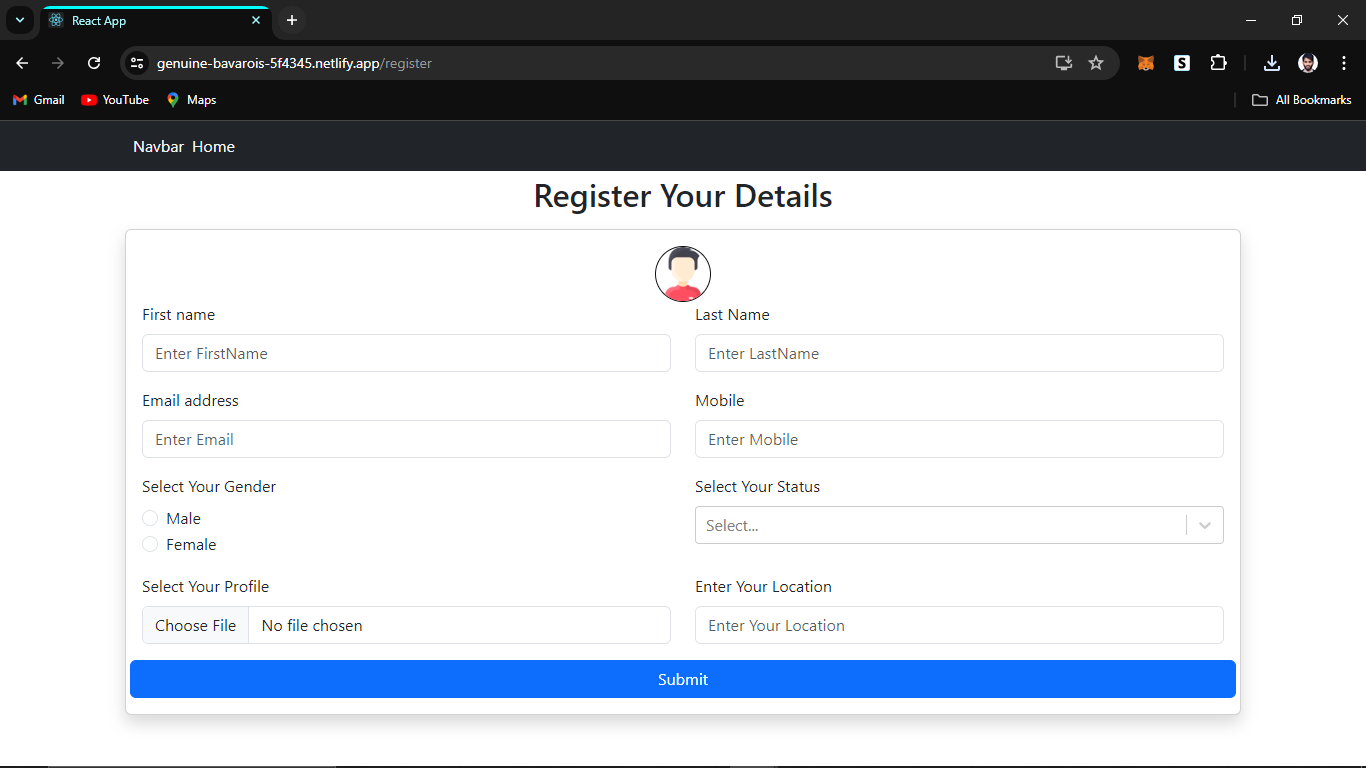 React App
genuine-bavarois-5f4345.netlify.app/register
S
Gmail YouTube Maps All Bookmarks
Navbar Home
Register Your Details
First name Last Name
Enter FirstName Enter LastName
Email address Mobile
Enter Email Enter Mobile
Select Your Gender Select Your Status
Male
Select...
Female
Select Your Profile Enter Your Location
Choose File No file chosen Enter Your Location
Submit